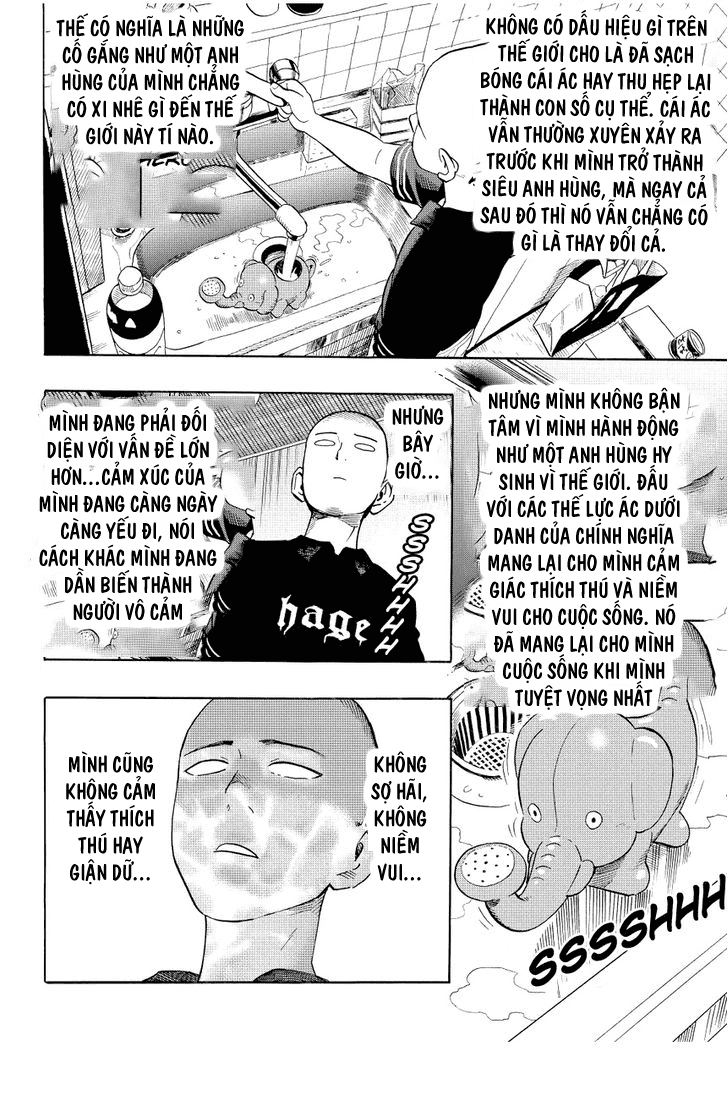 KHÔNG CÓ DẤU HIỆU GÌ TRÊN
THẾ GIỚI CHO LÀ ĐÃ SẠCH
BÓNG CÁI ÁC HAY THU HẸP LẠI
THÀNH CON SỐ CỤ THỂ. CÁI ÁC
VẪN THƯỜNG XUYÊN XẢY RA
TRƯỚC KHI MÌNH TRỞ THÀNH
SIÊU ANH HÙNG, MÀ NGAY CẢ
SAU ĐÓ THÌ NÓ VẪN CHẲNG CÓ
GÌ LÀ THAY ĐỔI CẢ.
THẾ CÓ NGHĨA LÀ NHỮNG
CỐ GẮNG NHƯ MỘT ANH
HÙNG CỦA MÌNH CHẲNG
CÓ XI NHÊ GÌ ĐẾN THẾ
GIỚI NÀY TÍ NÀO.
NHƯNG MÌNH KHÔNG BẬN
TÂM VÌ MÌNH HÀNH ĐỘNG
NHƯ MỘT ANH HÙNG HY
SINH VÌ THẾ GIỚI. ĐẤU
VỚI CÁC THẾ LỰC ÁC DƯỚI
DANH CỦA CHÍNH NGHĨA
MANG LẠI CHO MÌNH CẢM
GIÁC THÍCH THÚ VÀ NIỀM
VUI CHO CUỘC SỐNG. NÓ
ĐÃ MANG LẠI CHO MÌNH
CUỘC SỐNG KHI MÌNH
TUYỆT VỌNG NHẤT
SSSSHHH
NHƯNG
BÂY
GIỜ...
SSSHHHH
hage
MÌNH ĐANG PHẢI ĐỐI
DIỆN VỚI VẤN ĐỀ LỚN
HƠN...CẢM XÚC CỦA
MÌNH ĐANG CÀNG NGÀY
CÀNG YẾU ĐI, NÓI
CÁCH KHÁC MÌNH ĐANG
DẦN BIẾN THÀNH
NGƯỜI VÔ CẢM
KHÔNG
SỢ HÃI,
KHÔNG
NIỀM
VUI...
MÌNH CŨNG
KHÔNG CẢM
THẤY THÍCH
THÚ HAY
GIẬN DỮ...